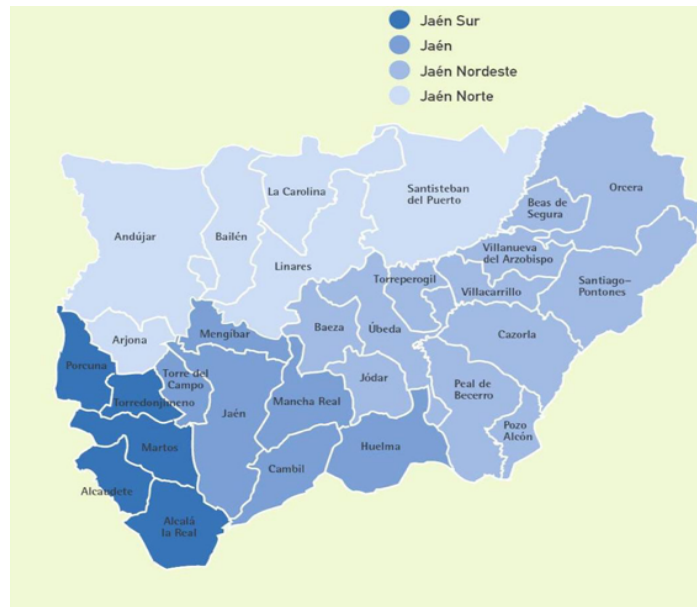 Jaén Sur
Jaén
Jaén Nordeste
Jaén Norte
Orcera
La Carolina
Santisteban
del Puerto
Beas de
Segura
Andújar
Bailén
Villanueva
del Arzobispo
Linares
Torreperogil
Santiago-
Pontones
Villacarrillo
Mengibar
Baeza
Úbeda
Cazorla
Arjona
Porcuna
Torre del
Campo
Jódar
Peal de
Becerro
Torredonjimeno
Jaén
Mancha Real
Pozo
Alcón
Martos
Huelma
Cambil
Alcaudete
Alcalá
la Real